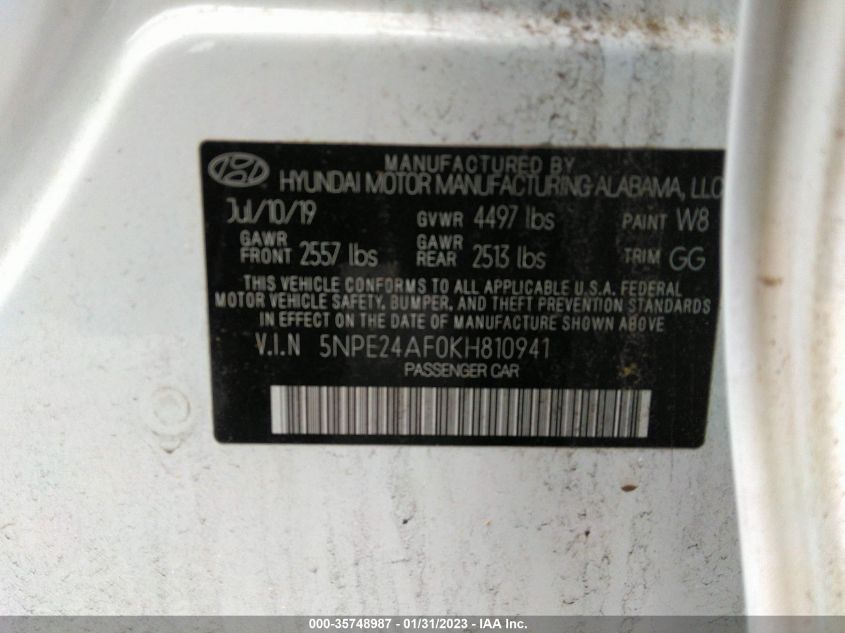 MANUFACTURED BY
HYUNDAI MOTOR MANUFACTURING ALABAMA, LLC
Jul/10/19 GVWR 4497 lbs PAINT W8
GAWR FRONT 2557 lbs GAWR REAR 2513 lbs TRIM GG
THIS VEHICLE CONFORMS TO ALL APPLICABLE U.S.A. FEDERAL
MOTOR VEHICLE SAFETY, BUMPER, AND THEFT PREVENTION STANDARDS
IN EFFECT ON THE DATE OF MANUFACTURE SHOWN ABOVE.
V.I.N 5NPE24AF0KH810941
PASSENGER CAR
000-35748987 - 01/31/2023 - IAA Inc.